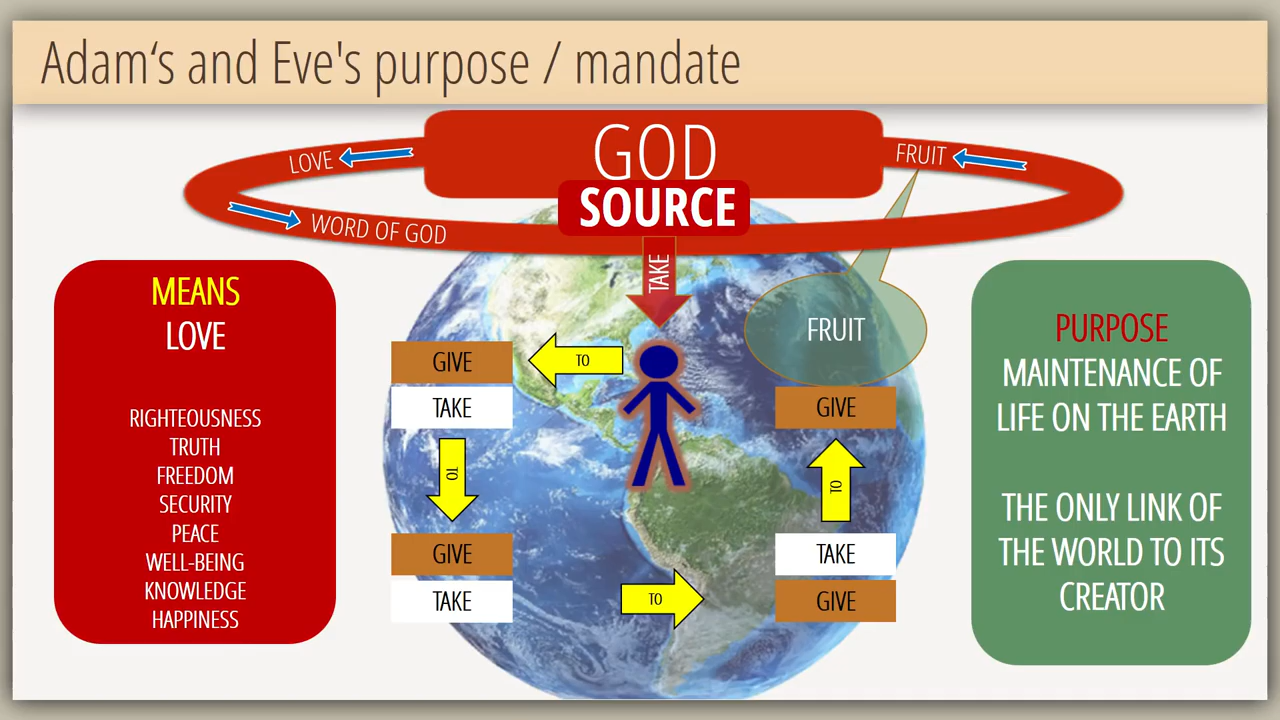 Adam‘s and Eve's purpose / mandate
GOD
SOURCE
LOVE
FRUIT
WORD OF GOD
TAKE
MEANS
LOVE
RIGHTEOUSNESS
TRUTH
FREEDOM
SECURITY
PEACE
WELL-BEING
KNOWLEDGE
HAPPINESS
GIVE
TO
TAKE
TO
GIVE
TAKE
TO
FRUIT
GIVE
TO
TAKE
GIVE
PURPOSE
MAINTENANCE OF
LIFE ON THE EARTH
THE ONLY LINK OF
THE WORLD TO ITS
CREATOR